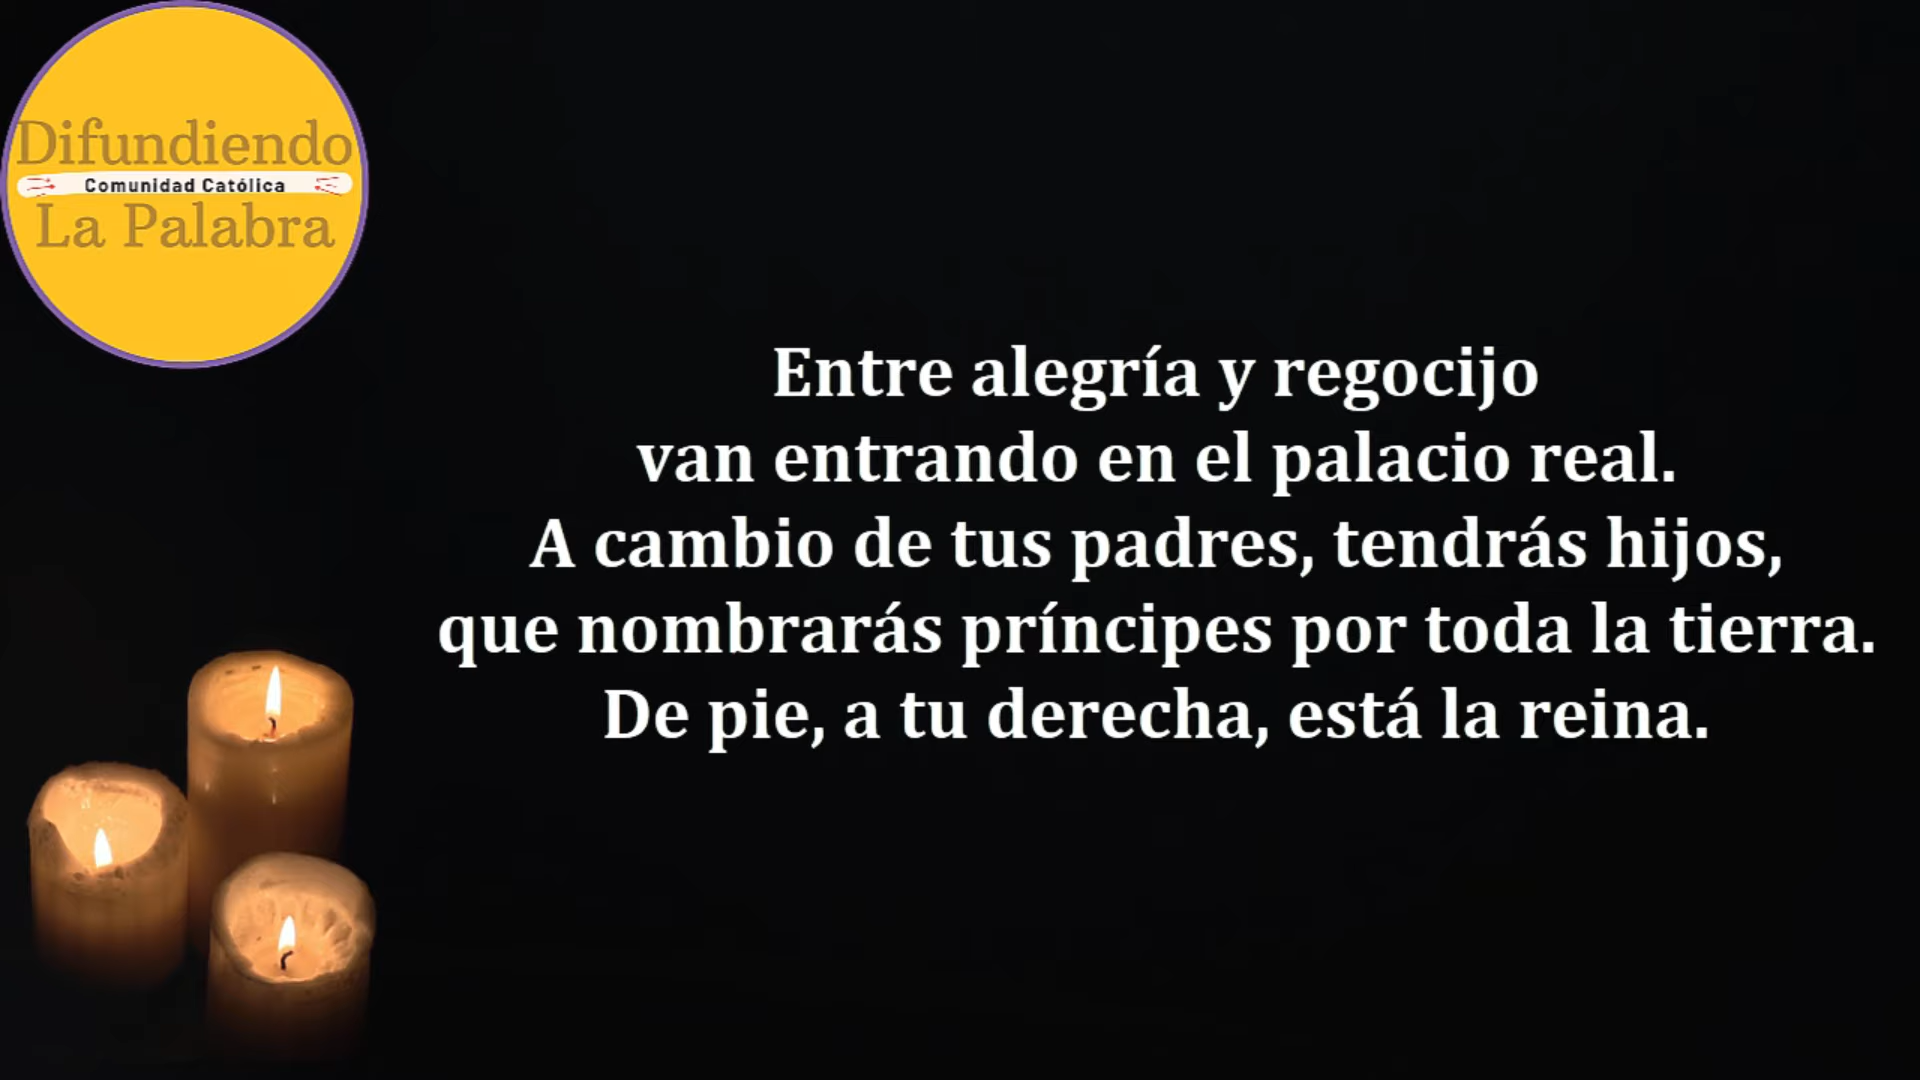 Difundiendo
Comunidad Católica
La Palabra
Entre alegría y regocijo
van entrando en el palacio real.
A cambio de tus padres, tendrás hijos,
que nombrarás príncipes por toda la tierra.
De pie, a tu derecha, está la reina.